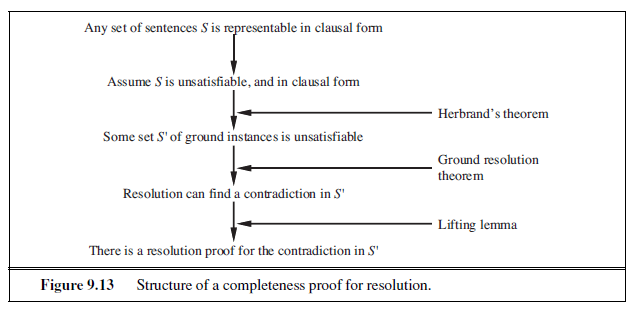 Any set of sentences S is representable in clausal form
Assume S is unsatisfiable, and in clausal form
Herbrand's theorem
Some set S' of ground instances is unsatisfiable
Ground resolution
theorem
Resolution can find a contradiction in S'
Lifting lemma
There is a resolution proof for the contradiction in S'
Figure 9.13 Structure of a completeness proof for resolution.